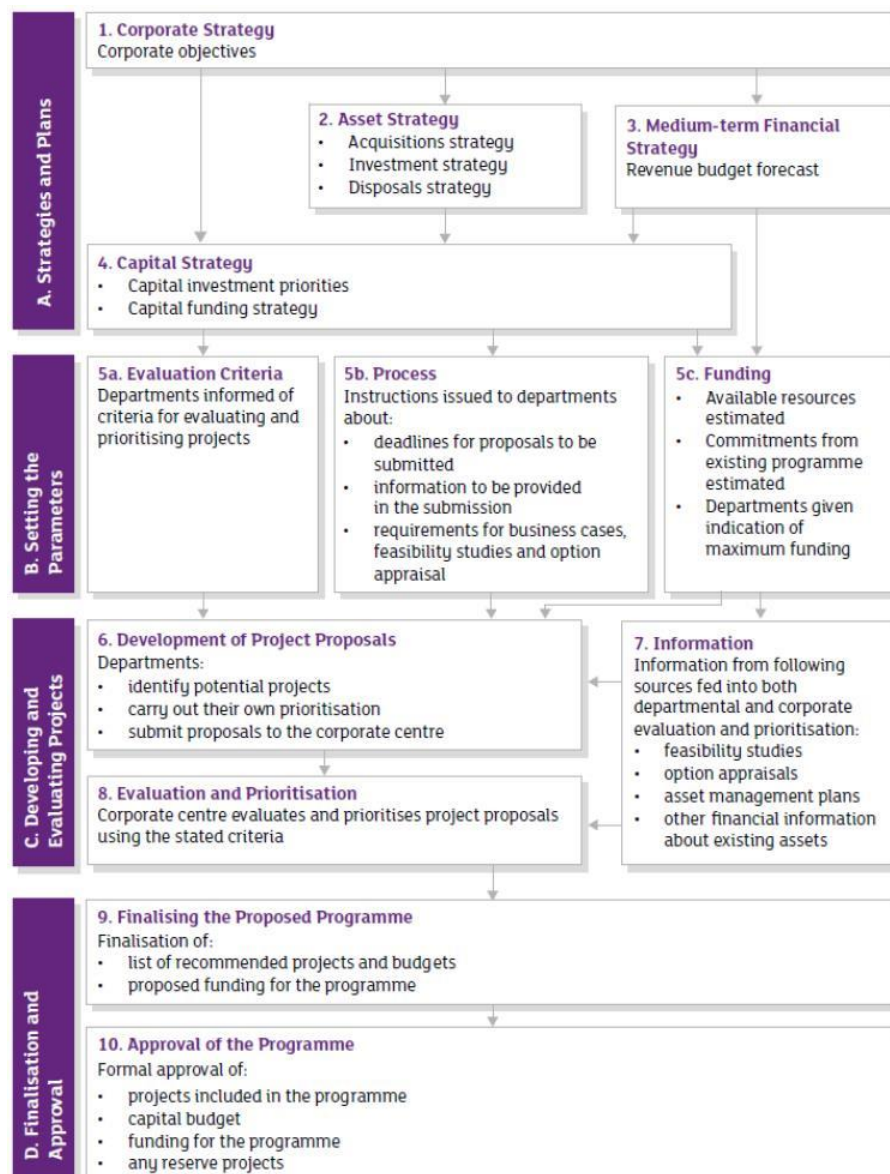 A. Strategies and Plans
1. Corporate Strategy
Corporate objectives
2. Asset Strategy
• Acquisitions strategy
• Investment strategy
• Disposals strategy
3. Medium-term Financial
Strategy
Revenue budget forecast
4. Capital Strategy
• Capital investment priorities
• Capital funding strategy
B. Setting the
Parameters
5a. Evaluation Criteria
Departments informed of
criteria for evaluating and
prioritising projects
5b. Process
Instructions issued to departments
about:
• deadlines for proposals to be
submitted
• information to be provided
in the submission
• requirements for business cases,
feasibility studies and option
appraisal
5c. Funding
• Available resources
estimated
• Commitments from
existing programme
estimated
• Departments given
indication of
maximum funding
C. Developing and
Evaluating Projects
6. Development of Project Proposals
Departments:
• identify potential projects
• carry out their own prioritisation
• submit proposals to the corporate centre
7. Information
Information from following
sources fed into both
departmental and corporate
evaluation and prioritisation:
• feasibility studies
• option appraisals
• asset management plans
• other financial information
about existing assets
8. Evaluation and Prioritisation
Corporate centre evaluates and prioritises project proposals
using the stated criteria
D. Finalisation and
Approval
9. Finalising the Proposed Programme
Finalisation of:
• list of recommended projects and budgets
• proposed funding for the programme
10. Approval of the Programme
Formal approval of:
• projects included in the programme
• capital budget
• funding for the programme
• any reserve projects